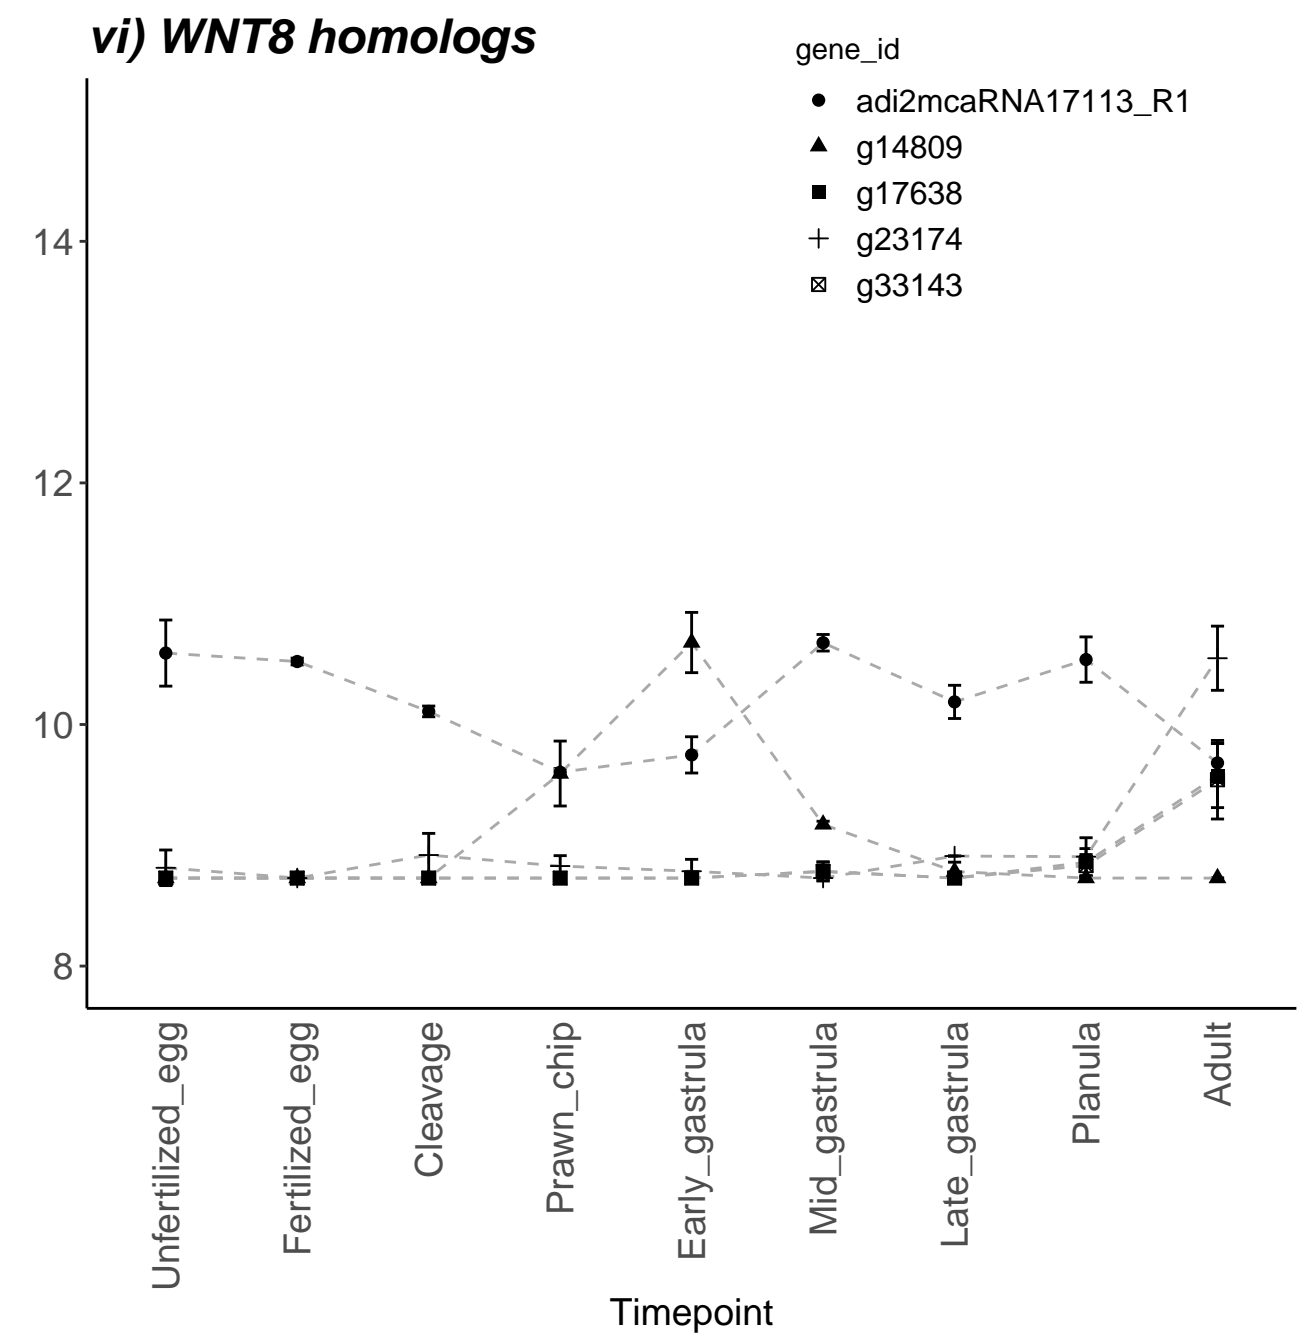 vi) WNT8 homologs
gene_id
adi2mcaRNA17113_R1
g14809
g17638
g23174
g33143
14
12
10
8
Unfertilized_egg
Fertilized_egg
Cleavage
Prawn_chip
Early_gastrula
Mid_gastrula
Late_gastrula
Planula
Adult
Timepoint